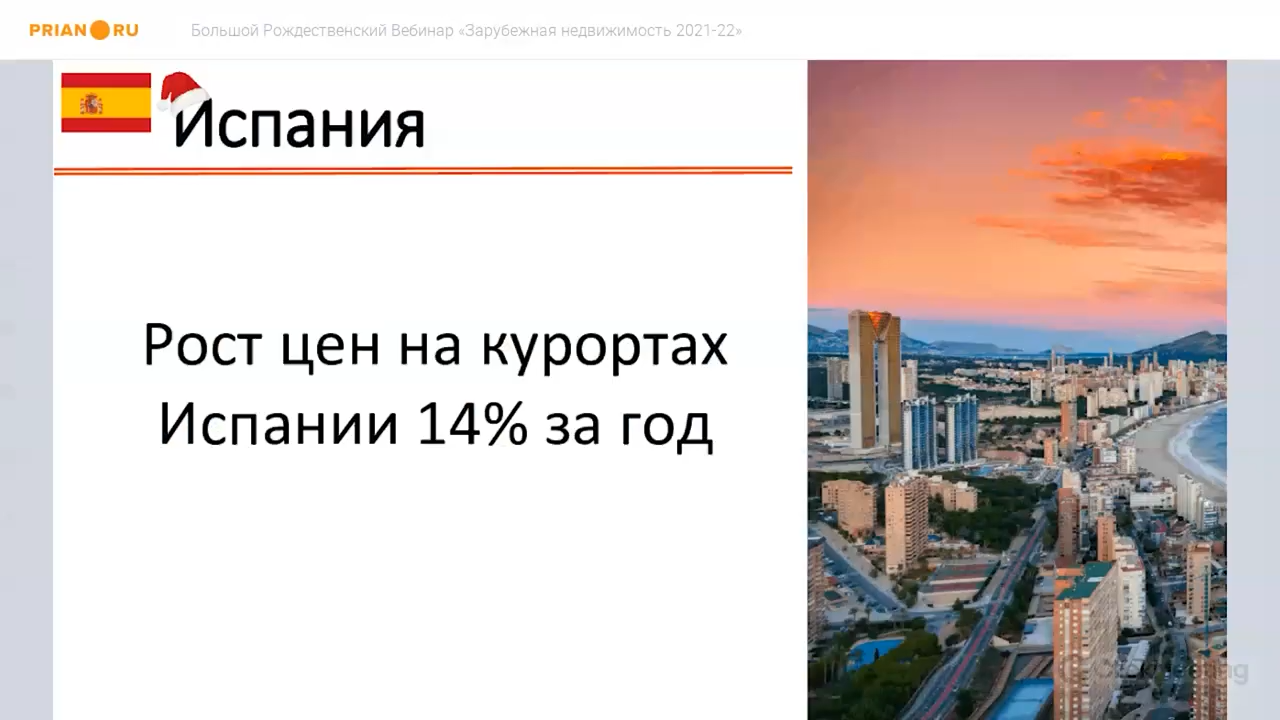 PRIAN RU
Большой Рождественский Вебинар «Зарубежная недвижимость 2021-22»
Испания
Рост цен на курортах
Испании 14% за год